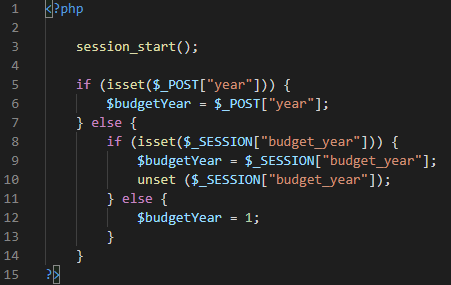 1 <?php
2
3     session_start();
4
5     if (isset($_POST["year"])) {
6         $budgetYear = $_POST["year"];
7     } else {
8         if (isset($_SESSION["budget_year"])) {
9             $budgetYear = $_SESSION["budget_year"];
10             unset ($_SESSION["budget_year"]);
11         } else {
12             $budgetYear = 1;
13         }
14     }
15 ?>